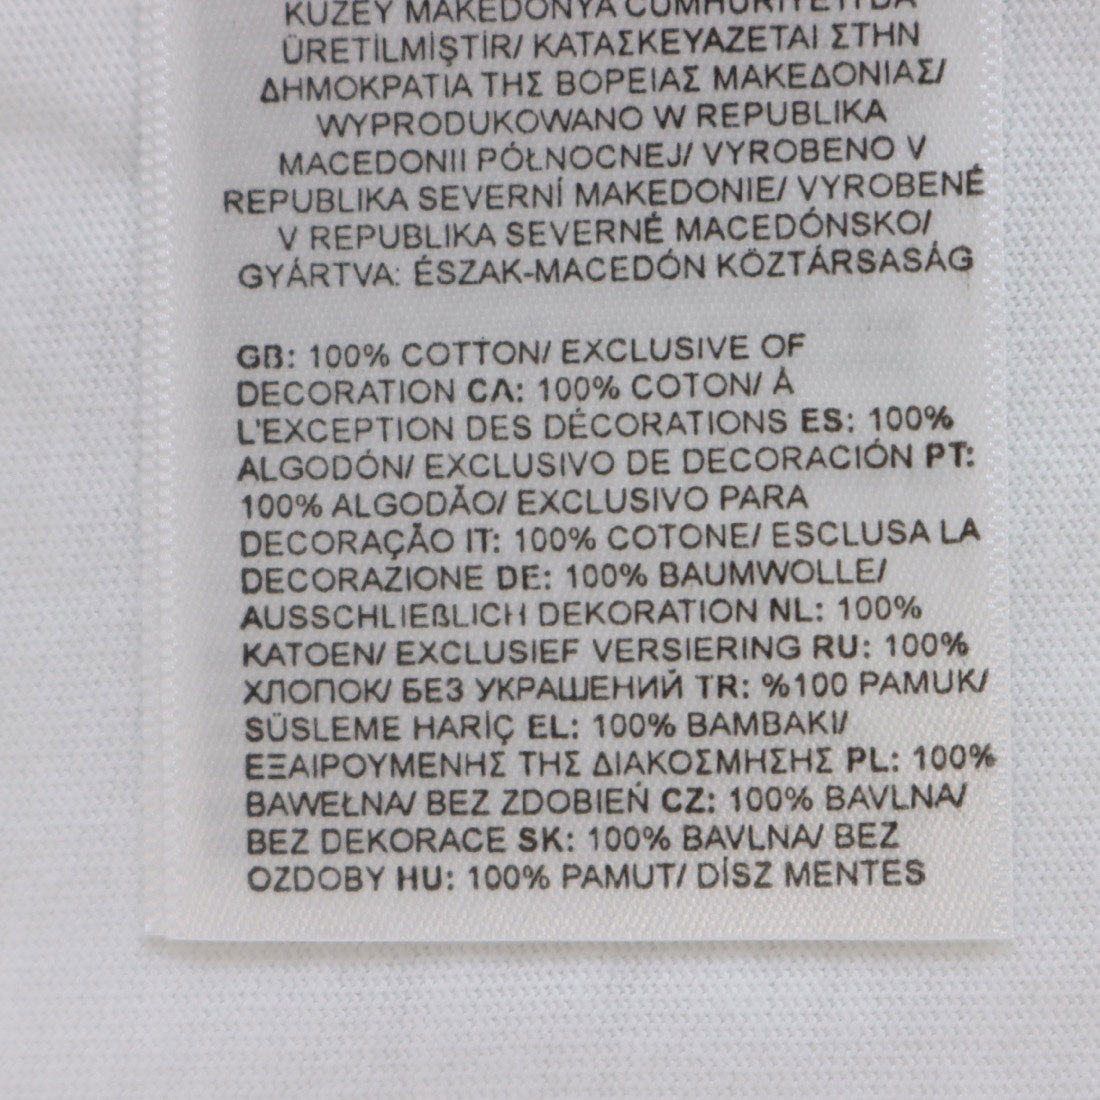 KUZEY MAKEDONYA CUMHURİYETİ'DA
ÜRETİLMİŞTİR/ ΚΑΤΑΣΚΕΥΑΖΕΤΑΙ ΣΤΗΝ
ΔΗΜΟΚΡΑΤΙΑ ΤΗΣ ΒΟΡΕΙΑΣ ΜΑΚΕΔΟΝΙΑΣ/
WYPRODUKOWANO W REPUBLIKA
MACEDONII PÓŁNOCNEJ/ VYROBENO V
REPUBLIKA SEVERNÍ MAKEDONIE/ VYROBENÉ
V REPUBLIKA SEVERNÉ MACEDÓNSKO/
GYÁRTVA: ÉSZAK-MACEDÓN KÖZTÁRSASÁG
GB: 100% COTTON/ EXCLUSIVE OF
DECORATION CA: 100% COTON/ À
L'EXCEPTION DES DÉCORATIONS ES: 100%
ALGODÓN/ EXCLUSIVO DE DECORACIÓN PT:
100% ALGODÃO/ EXCLUSIVO PARA
DECORAÇÃO IT: 100% COTONE/ ESCLUSA LA
DECORAZIONE DE: 100% BAUMWOLLE/
AUSSCHLIEßLICH DEKORATION NL: 100%
KATOEN/ EXCLUSIEF VERSIERING RU: 100%
ХЛОПОК/ БЕЗ УКРАШЕНИЙ TR: %100 PAMUK/
SÜSLEME HARİÇ EL: 100% ΒΑΜΒΑΚΙ/
ΕΞΑΙΡΟΥΜΕΝΗΣ ΤΗΣ ΔΙΑΚΟΣΜΗΣΗΣ PL: 100%
BAWEŁNA/ BEZ ZDOBIEŃ CZ: 100% BAVLNA/
BEZ DEKORACE SK: 100% BAVLNA/ BEZ
OZDOBY HU: 100% PAMUT/ DÍSZ MENTES